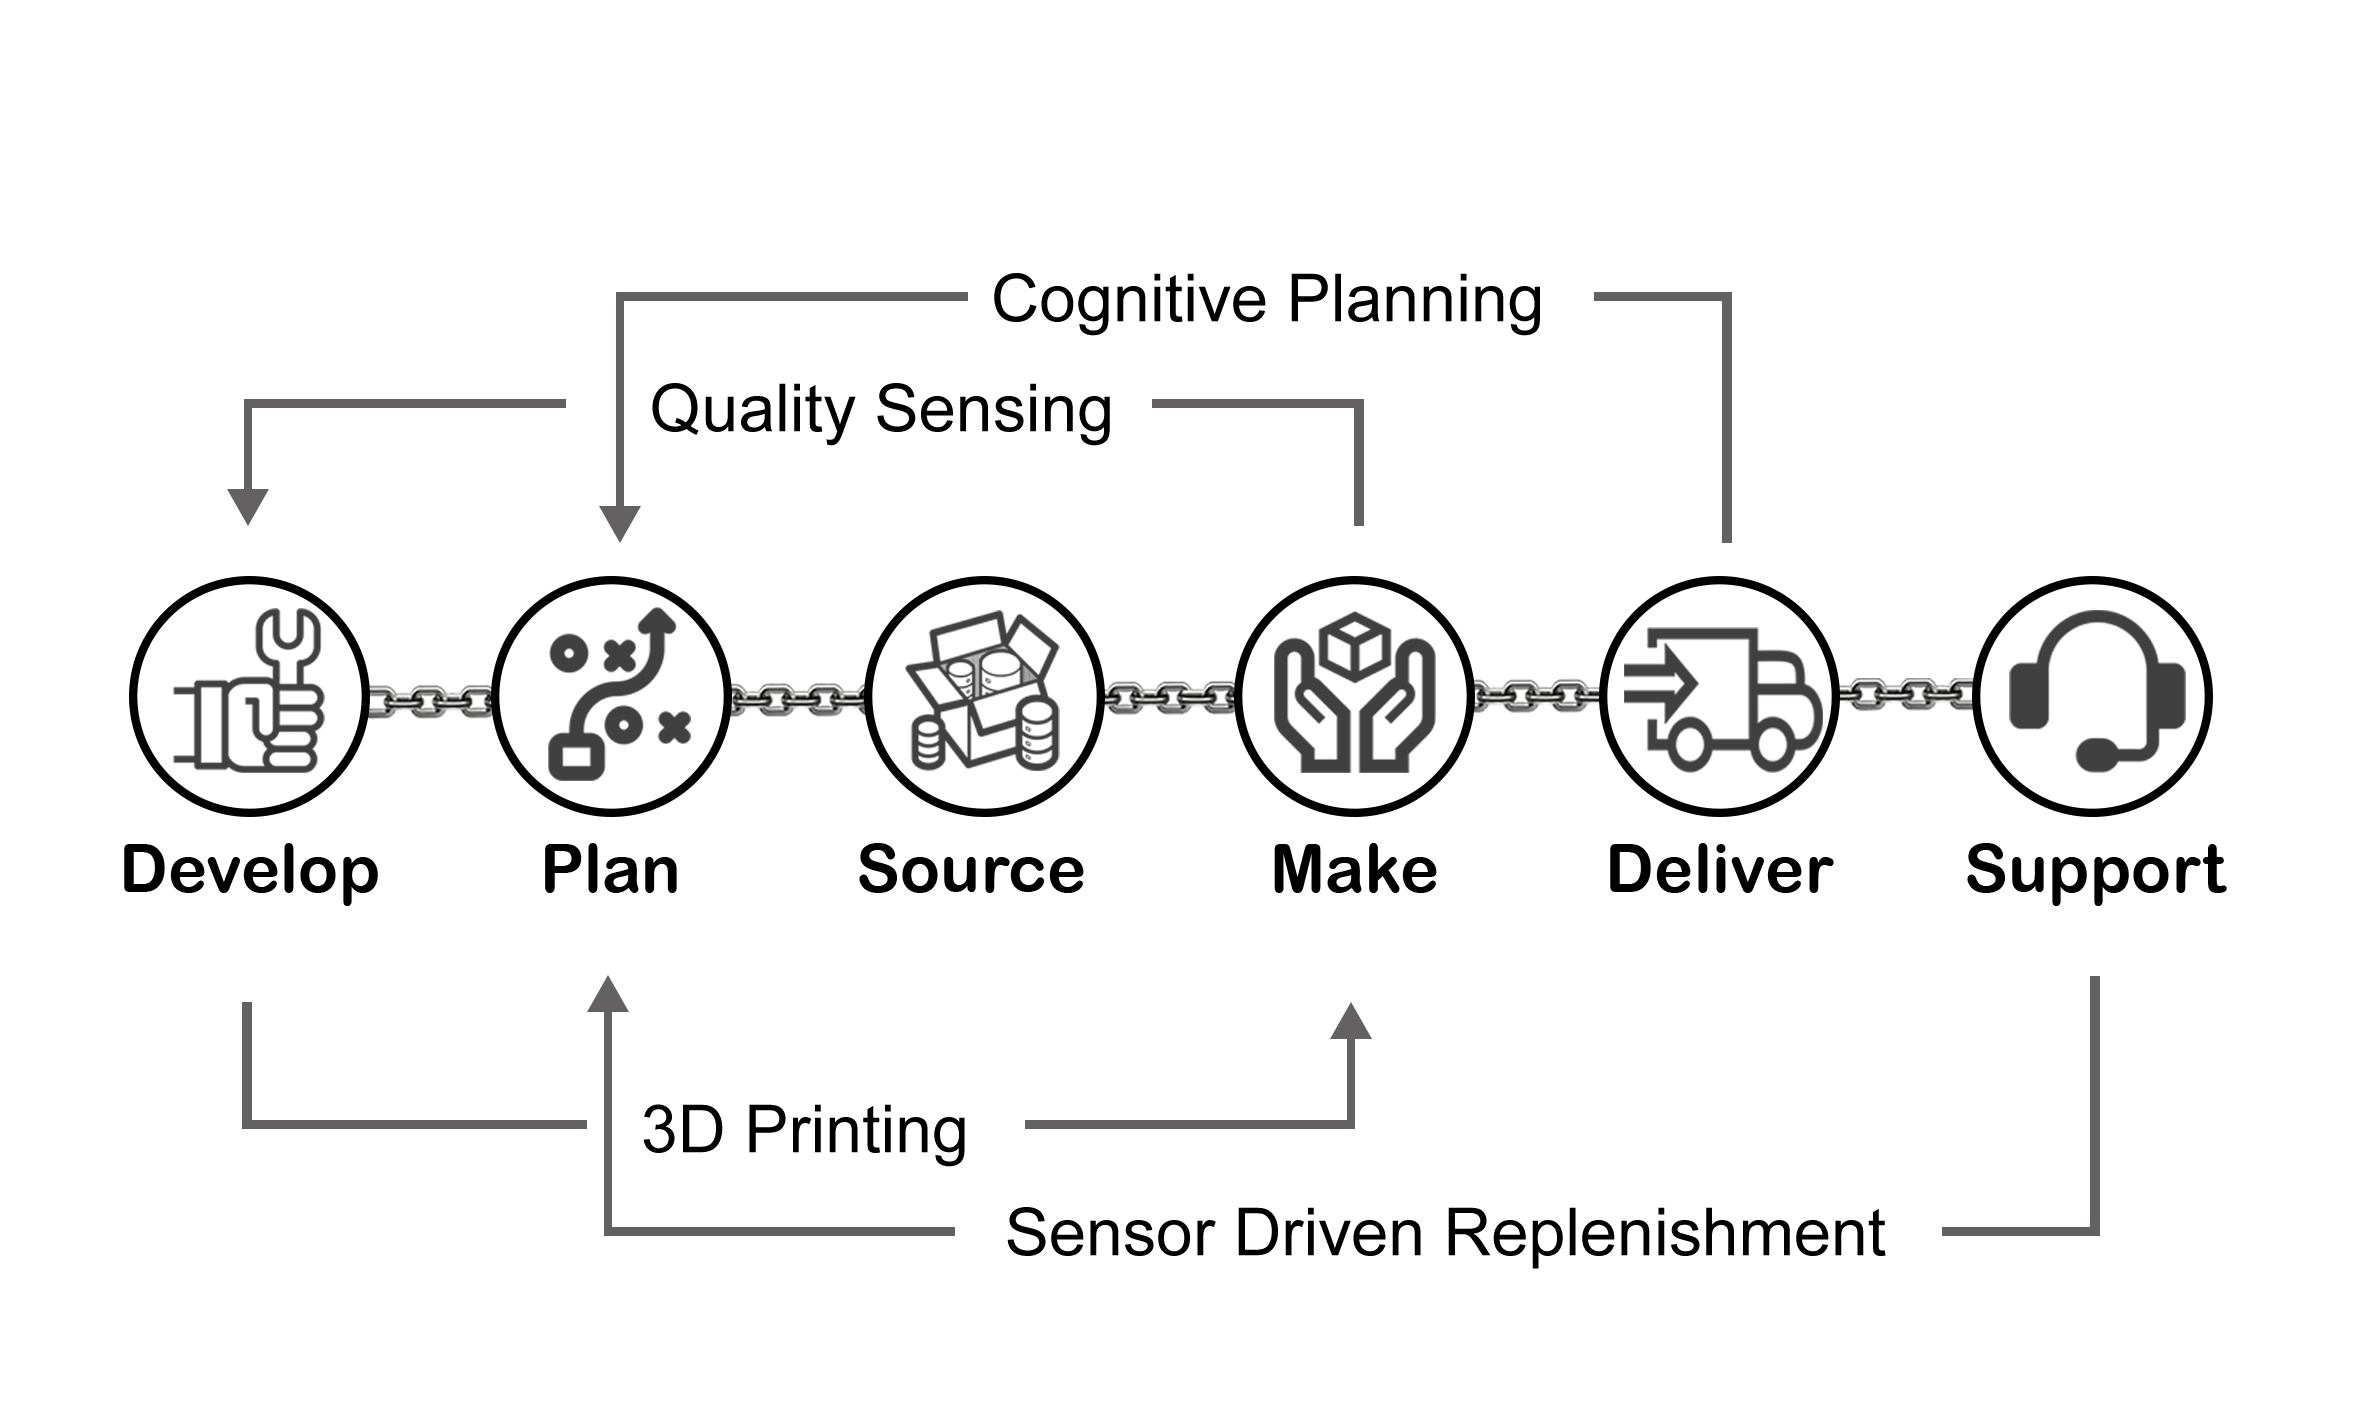 Cognitive Planning
Quality Sensing
Develop
Plan
Source
Make
Deliver
Support
3D Printing
Sensor Driven Replenishment